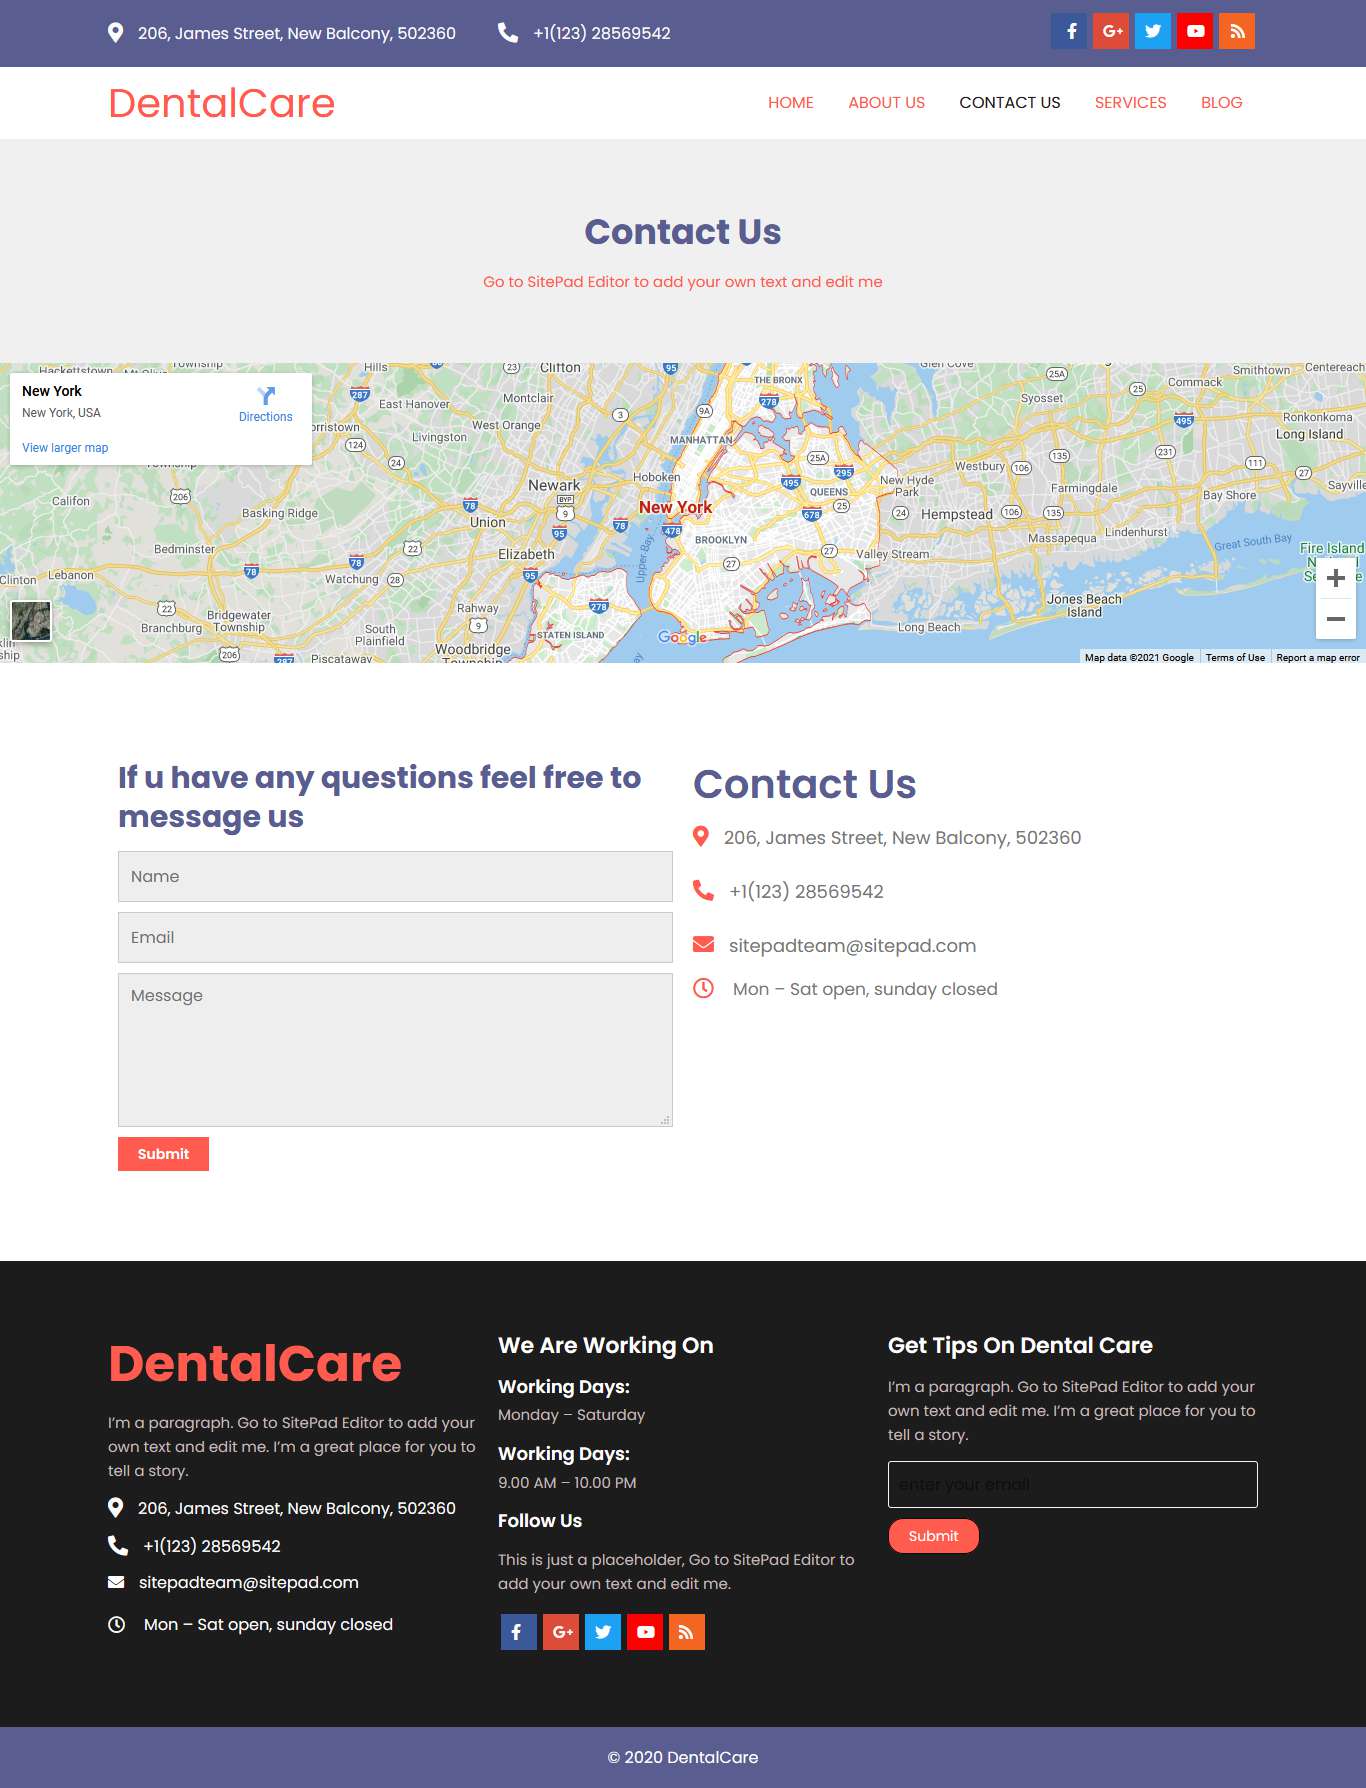 206, James Street, New Balcony, 502360
+1(123) 28569542
DentalCare
HOME
ABOUT US
CONTACT US
SERVICES
BLOG
Contact Us
Go to SitePad Editor to add your own text and edit me
New York
New York, USA
Directions
View larger map
Hackettstown
Hills
Clifton
95
THE BRONX
Smithtown
Centereach
287
East Hanover
Montclair
278
Syosset
Commack
Ronkonkoma
Long Island
Livingston
West Orange
MANHATTAN
Hoboken
Newark
Union
Elizabeth
New York
QUEENS
BROOKLYN
New Hyde
Park
Hempstead
Westbury
Farmingdale
Bay Shore
Sayville
Califon
Basking Ridge
Bedminster
Lebanon
Clinton
Watchung
Bridgewater
Township
Branchburg
South
Plainfield
Rahway
Woodbridge
Township
Piscataway
STATEN ISLAND
Upper Bay
Valley Stream
Massapequa
Lindenhurst
Great South Bay
Fire Island
Jones Beach
Island
Long Beach
Google
Map data ©2021 Google
Terms of Use
Report a map error
If u have any questions feel free to
message us
Name
Email
Message
Submit
Contact Us
206, James Street, New Balcony, 502360
+1(123) 28569542
sitepadteam@sitepad.com
Mon – Sat open, sunday closed
DentalCare
I’m a paragraph. Go to SitePad Editor to add your
own text and edit me. I’m a great place for you to
tell a story.
206, James Street, New Balcony, 502360
+1(123) 28569542
sitepadteam@sitepad.com
Mon – Sat open, sunday closed
We Are Working On
Working Days:
Monday – Saturday
Working Days:
9.00 AM – 10.00 PM
Follow Us
This is just a placeholder, Go to SitePad Editor to
add your own text and edit me.
Get Tips On Dental Care
I’m a paragraph. Go to SitePad Editor to add your
own text and edit me. I’m a great place for you to
tell a story.
enter your email
Submit
© 2020 DentalCare